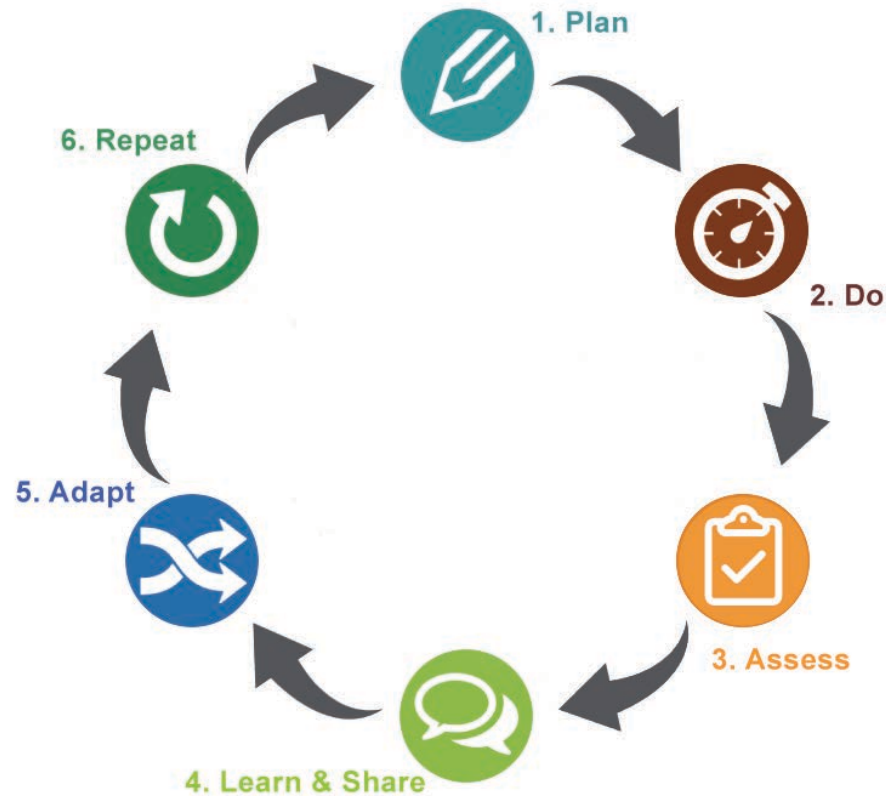 1. Plan
2. Do
3. Assess
4. Learn & Share
5. Adapt
6. Repeat